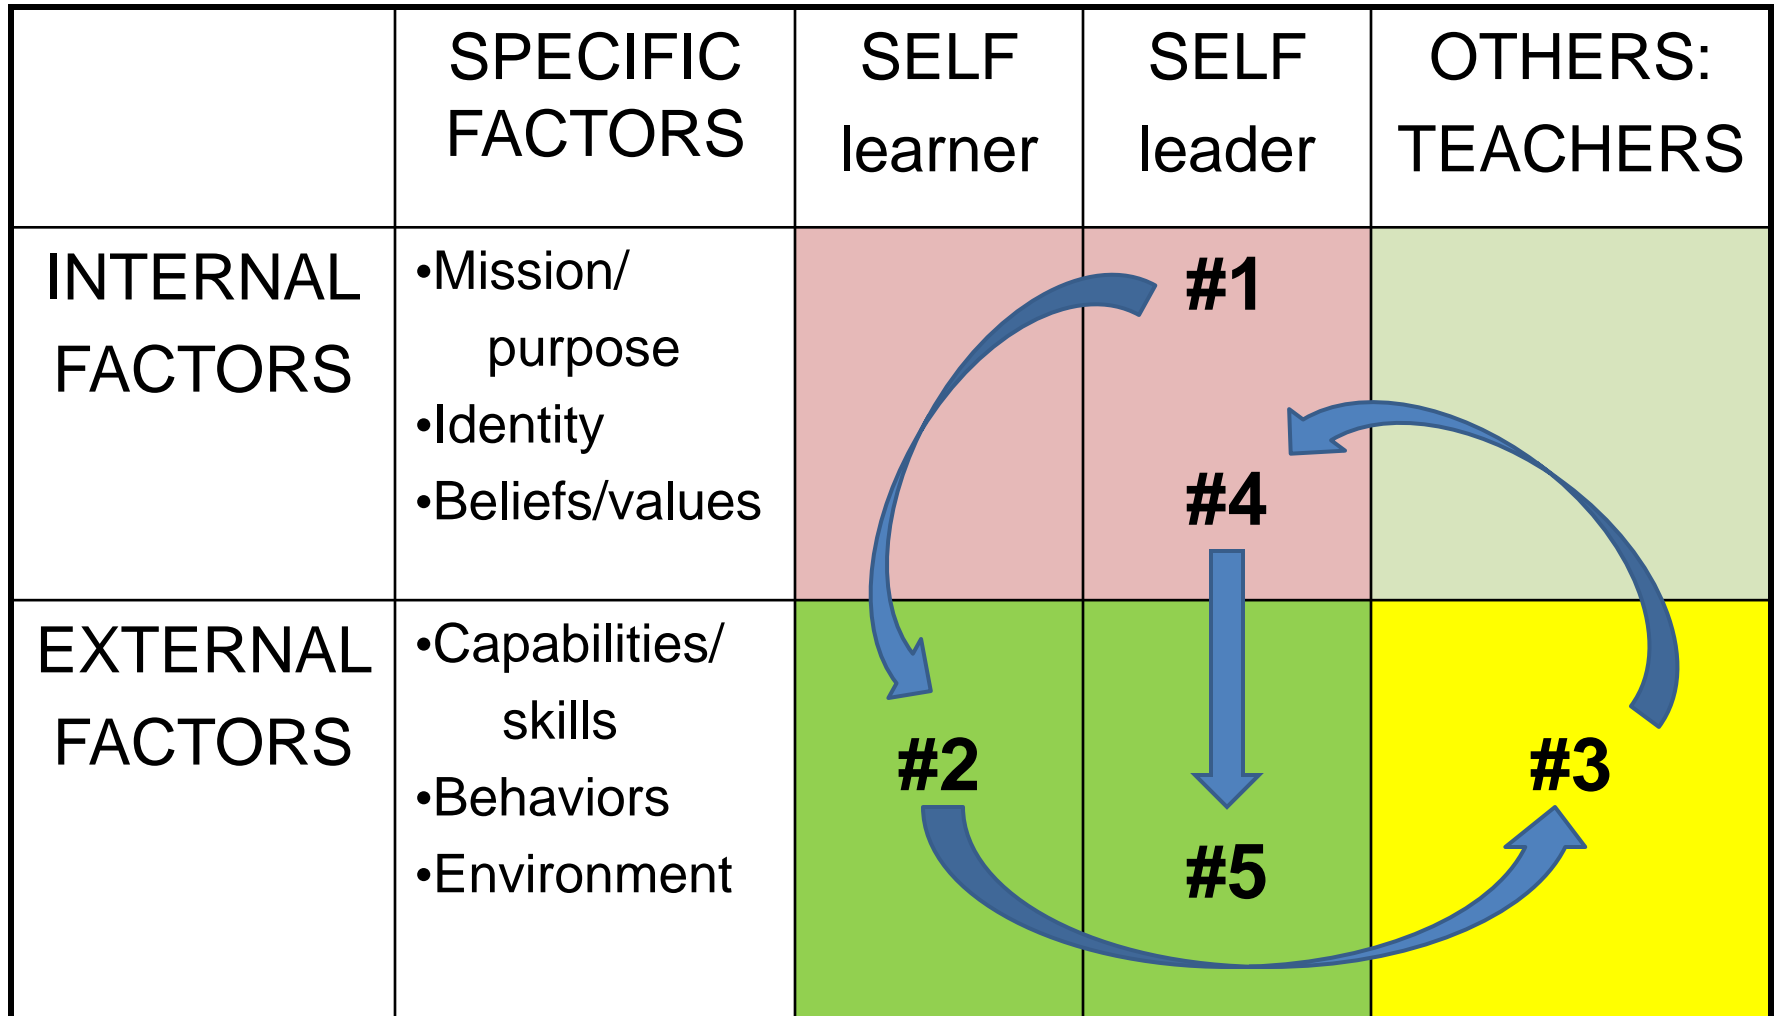 SPECIFIC
FACTORS
SELF
learner
SELF
leader
OTHERS:
TEACHERS
INTERNAL
FACTORS
•Mission/
purpose
•Identity
•Beliefs/values
#1
#4
EXTERNAL
FACTORS
•Capabilities/
skills
•Behaviors
•Environment
#2
#5
#3